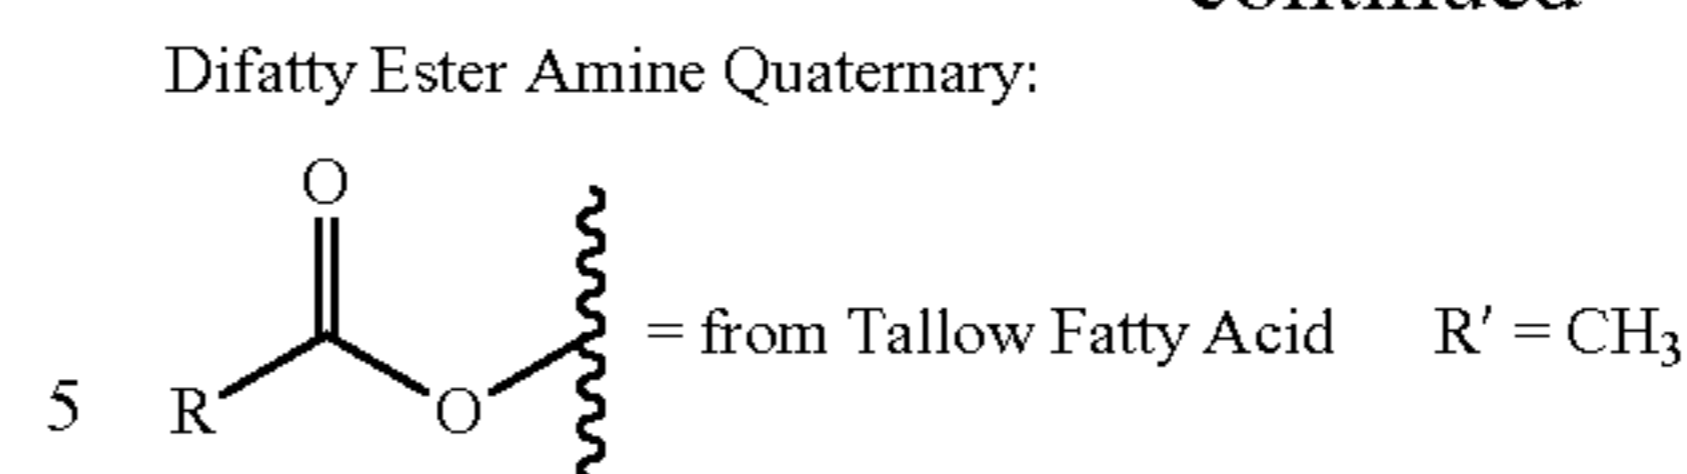 Difatty Ester Amine Quaternary:
O
= from Tallow Fatty Acid R′ = CH₃
5 R O